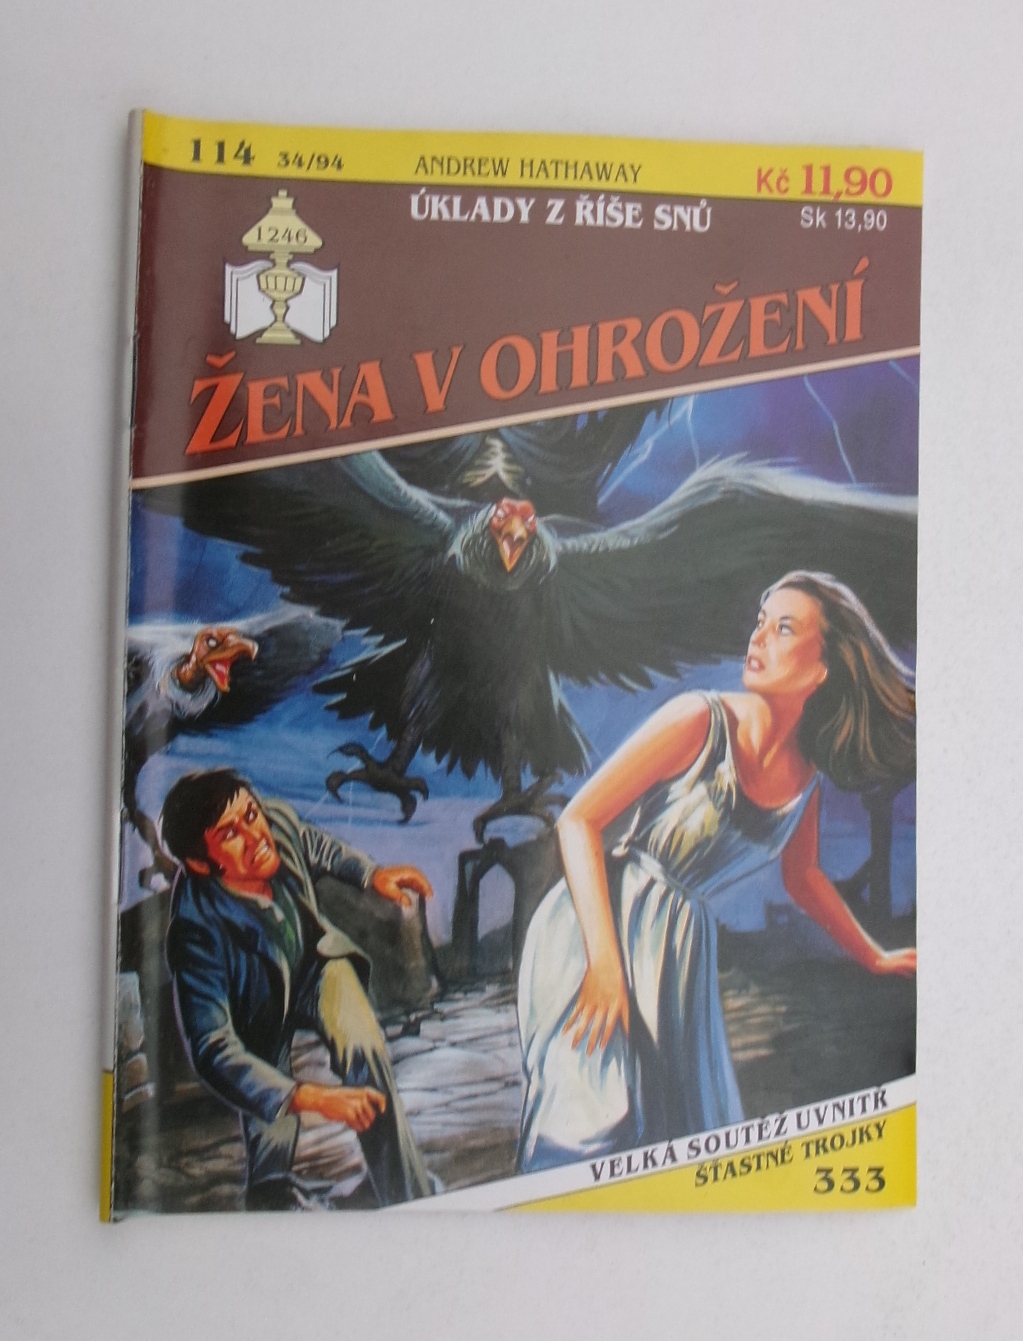 114 34/94 ANDREW HATHAWAY Kč 11,90
ÚKLADY Z ŘÍŠE SNŮ Sk 13,90
1246
ŽENA V OHROŽENÍ
VELKÁ SOUTĚŽ UVNITŘ
ŠŤASTNÉ TROJKY
333